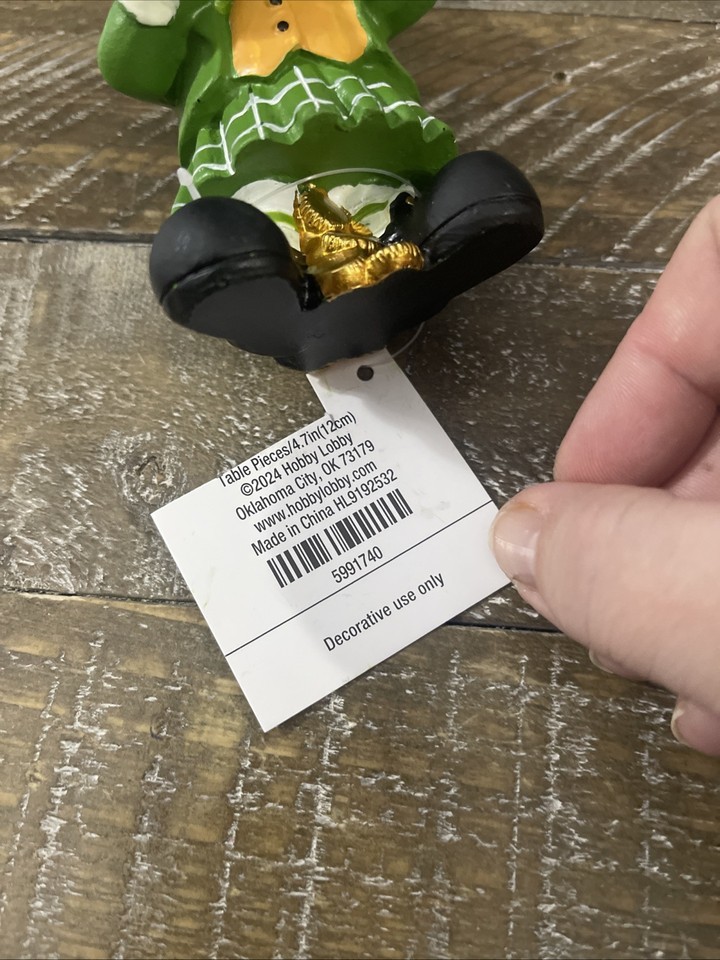 Table Pieces/4.7in(12cm)
©2024 Hobby Lobby
Oklahoma City, OK 73179
www.hobbylobby.com
Made in China HL9192532
5991740
Decorative use only